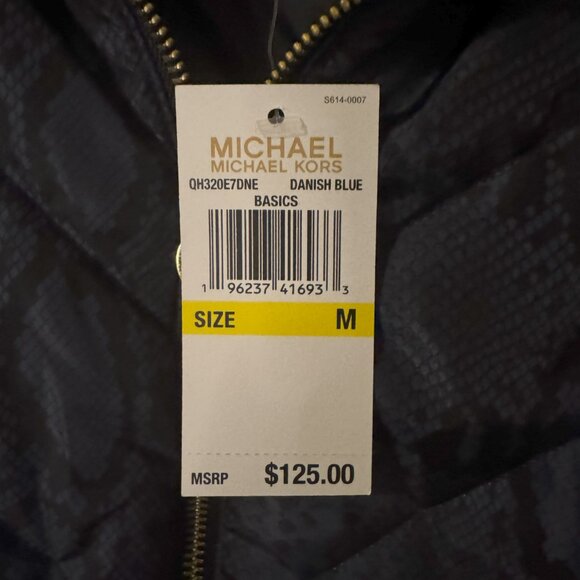 S614-0007
MICHAEL
MICHAEL KORS
QH320E7DNE DANISH BLUE
BASICS
1 96237 41693 3
SIZE M
MSRP $125.00